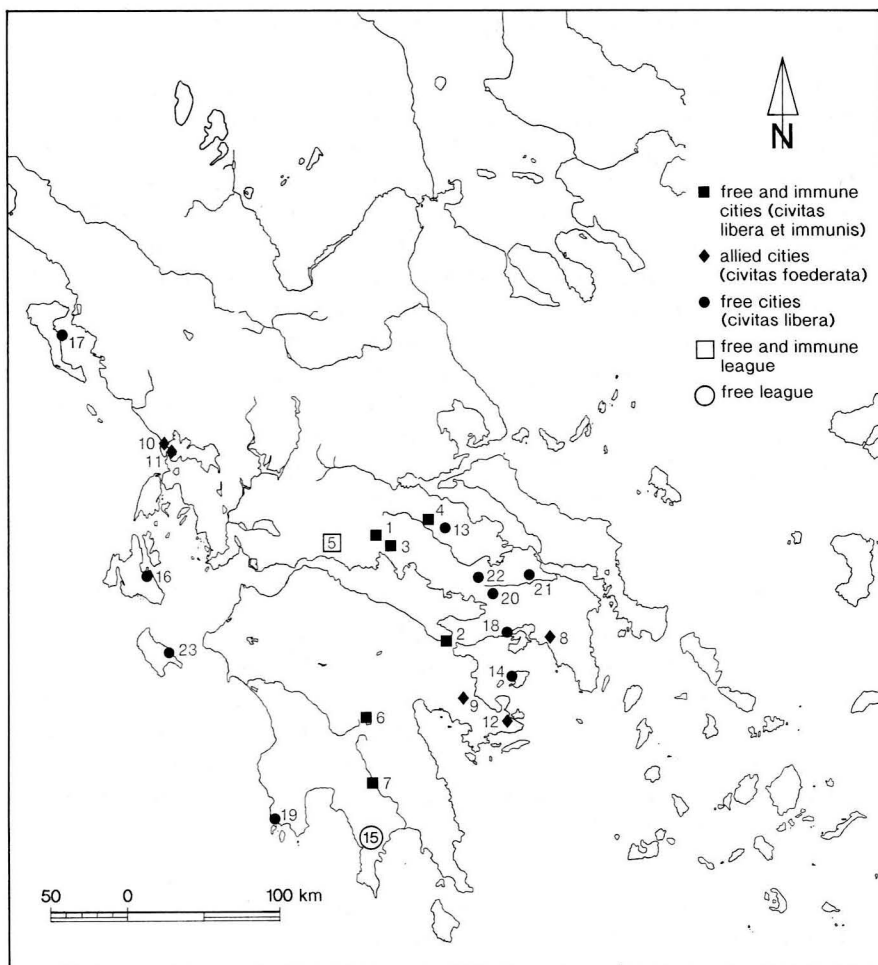 N
free and immune
cities (civitas
libera et immunis)
allied cities
(civitas foederata)
free cities
(civitas libera)
free and immune
league
free league
17
10
11
4
13
1
5
3
16
22
21
20
18
2
8
23
14
9
6
12
7
19
15
50 0 100 km